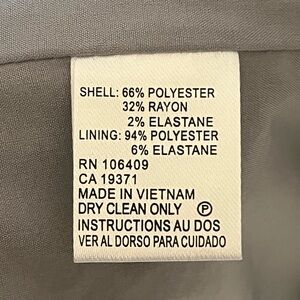 SHELL: 66% POLYESTER
32% RAYON
2% ELASTANE
LINING: 94% POLYESTER
6% ELASTANE
RN 106409
CA 19371
MADE IN VIETNAM
DRY CLEAN ONLY Ⓟ
INSTRUCTIONS AU DOS
VER AL DORSO PARA CUIDADO